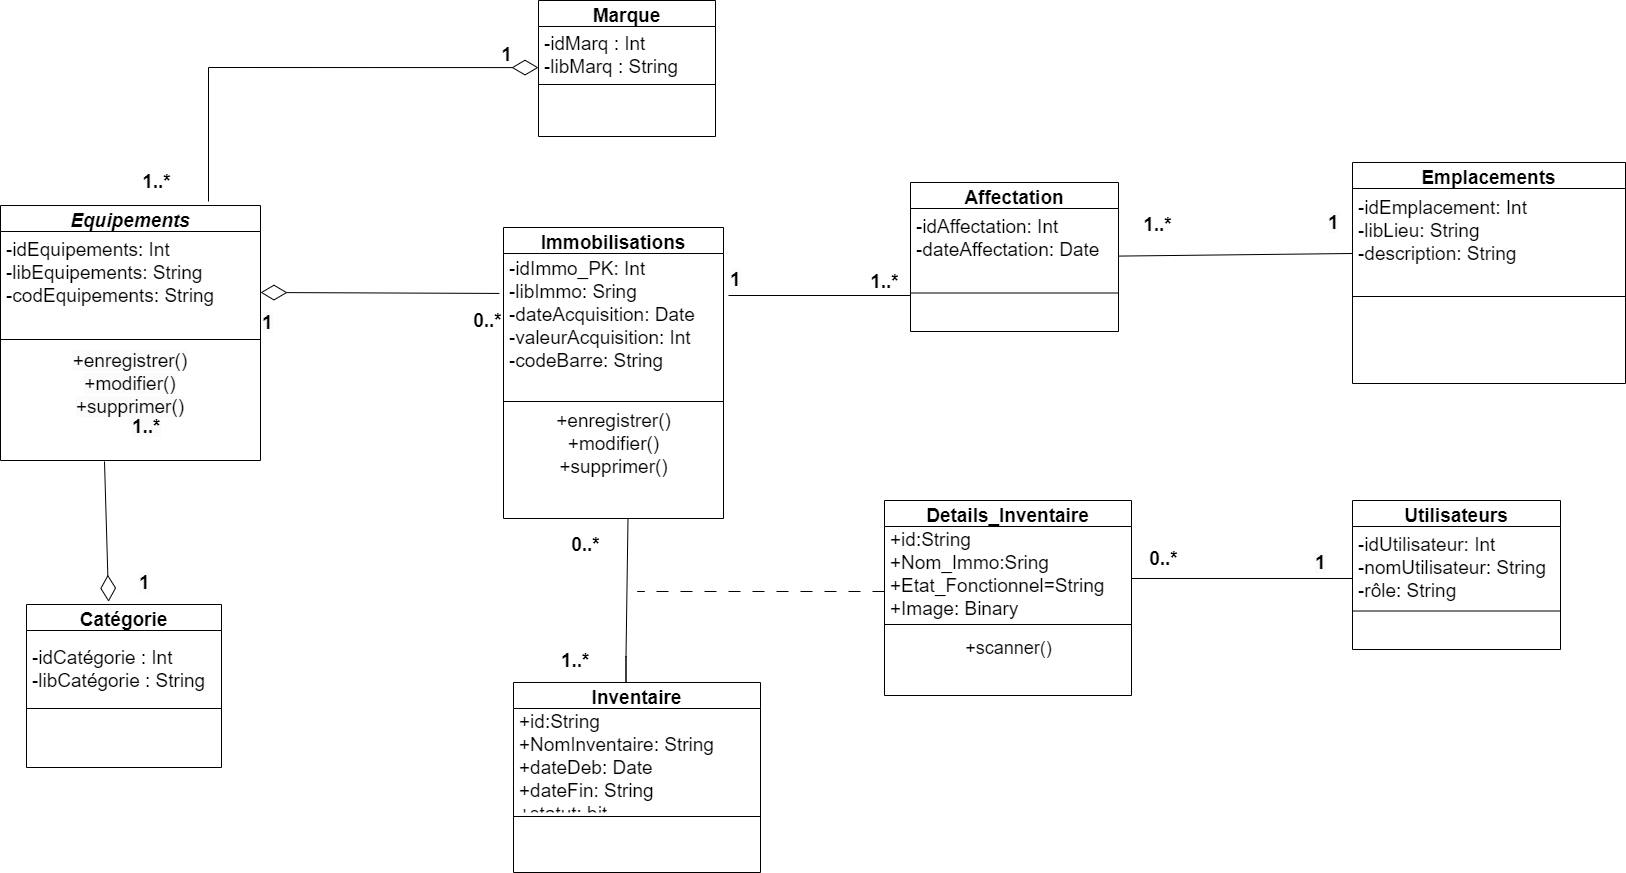 Marque
-idMarq : Int
-libMarq : String
1
1..*
Equipements
-idEquipements: Int
-libEquipements: String
-codEquipements: String
+enregistrer()
+modifier()
+supprimer()
1..*
1
0..*
Immobilisations
-idImmo_PK: Int
-libImmo: Sring
-dateAcquisition: Date
-valeurAcquisition: Int
-codeBarre: String
+enregistrer()
+modifier()
+supprimer()
1
1..*
Affectation
-idAffectation: Int
-dateAffectation: Date
1..*
1
Emplacements
-idEmplacement: Int
-libLieu: String
-description: String
1
Catégorie
-idCatégorie : Int
-libCatégorie : String
0..*
1..*
Inventaire
+id:String
+NomInventaire: String
+dateDeb: Date
+dateFin: String
+statut: bit
Details_Inventaire
+id:String
+Nom_Immo:Sring
+Etat_Fonctionnel=String
+Image: Binary
+scanner()
0..*
1
Utilisateurs
-idUtilisateur: Int
-nomUtilisateur: String
-rôle: String